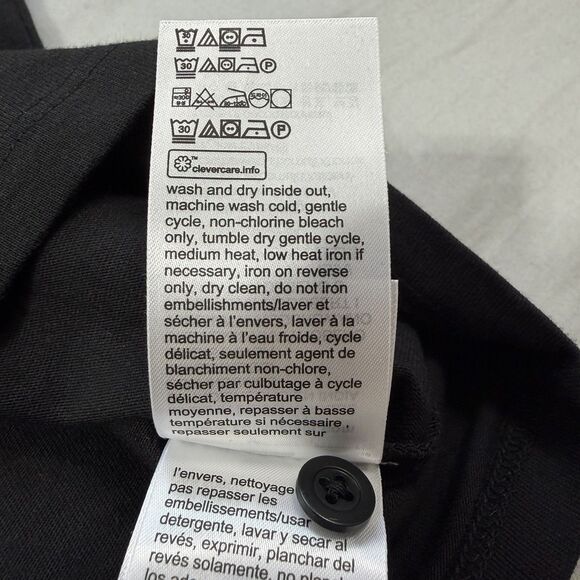 30
30 P
30 P
clevercare.info
wash and dry inside out,
machine wash cold, gentle
cycle, non-chlorine bleach
only, tumble dry gentle cycle,
medium heat, low heat iron if
necessary, iron on reverse
only, dry clean, do not iron
embellishments/laver et
sécher à l'envers, laver à la
machine à l'eau froide, cycle
délicat, seulement agent de
blanchiment non-chlore,
sécher par culbutage à cycle
délicat, température
moyenne, repasser à basse
température si nécessaire ,
repasser seulement sur
l'envers, nettoyage
pas repasser les
embellissements/usar
detergente, lavar y secar al
revés, exprimir, planchar del
revés solamente, no
los